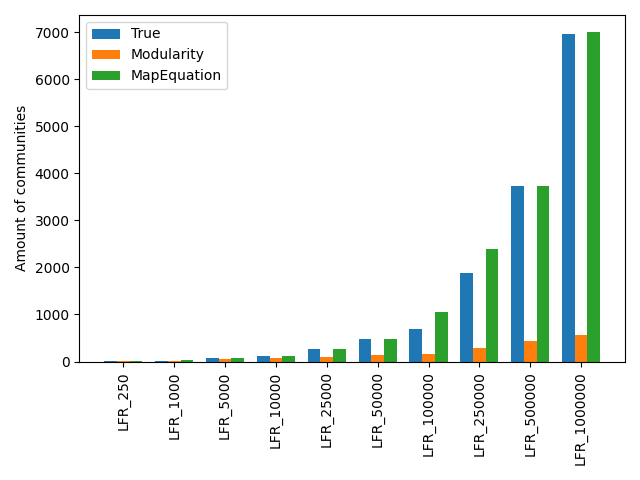 True
Modularity
MapEquation
Amount of communities
7000
6000
5000
4000
3000
2000
1000
0
LFR_250
LFR_1000
LFR_5000
LFR_10000
LFR_25000
LFR_50000
LFR_100000
LFR_250000
LFR_500000
LFR_1000000